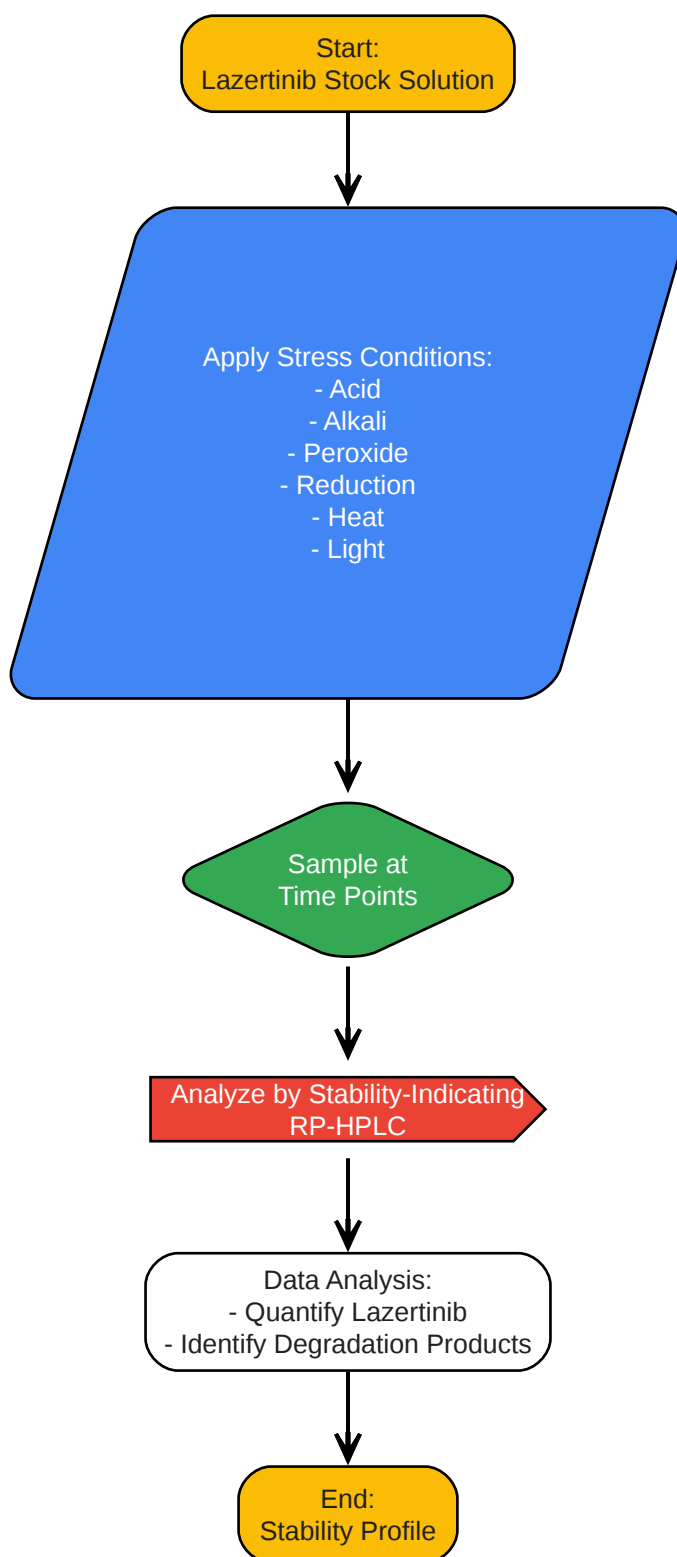 Start:
Lazertinib Stock Solution
Apply Stress Conditions:
- Acid
- Alkali
- Peroxide
- Reduction
- Heat
- Light
Sample at
Time Points
Analyze by Stability-Indicating
RP-HPLC
Data Analysis:
- Quantify Lazertinib
- Identify Degradation Products
End:
Stability Profile